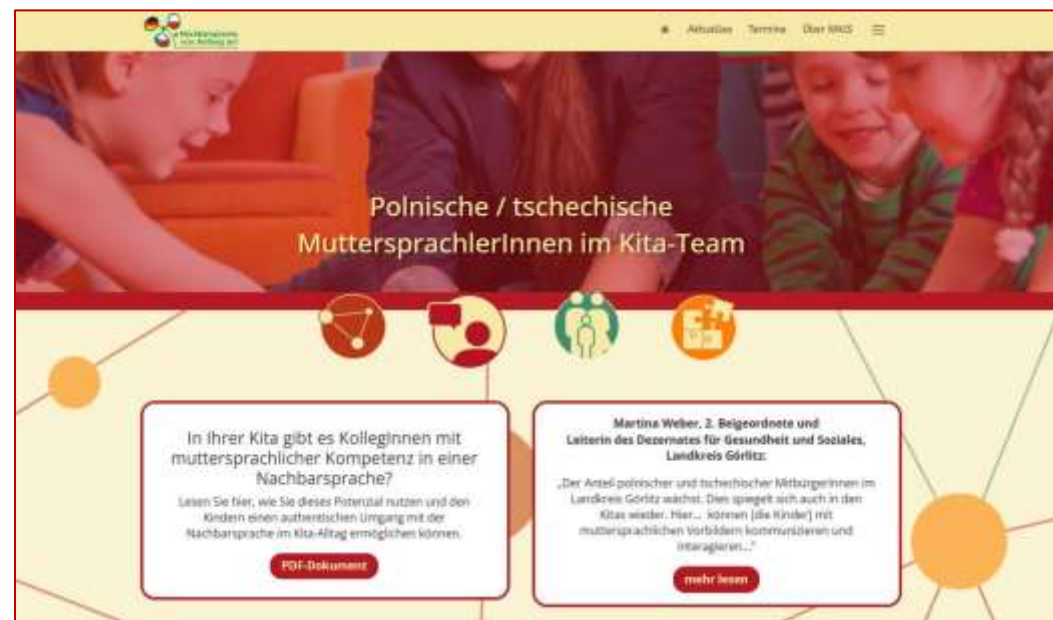 Nachbarsprache
von Anfang an!
Aktuelles Termine Über
Polnische / tschechische
MuttersprachlerInnen im Kita-Team
In Ihrer Kita gibt es KollegInnen mit
muttersprachlicher Kompetenz in einer
Nachbarsprache?
Lesen Sie hier, wie Sie dieses Potenzial nutzen und den
Kindern einen authentischen Umgang mit der
Nachbarsprache im Kita-Alltag ermöglichen können.
PDF-Dokument
Martina Weber, 2. Beigeordnete und
Leiterin des Dezernates für Gesundheit und Soziales,
Landkreis Görlitz:
„Der Anteil polnischer und tschechischer MitbürgerInnen im
Landkreis Görlitz wächst. Dies spiegelt sich auch in den
Kitas wieder. Hier... können [die Kinder] mit
muttersprachlichen Vorbildern kommunizieren und
interagieren...“
mehr lesen